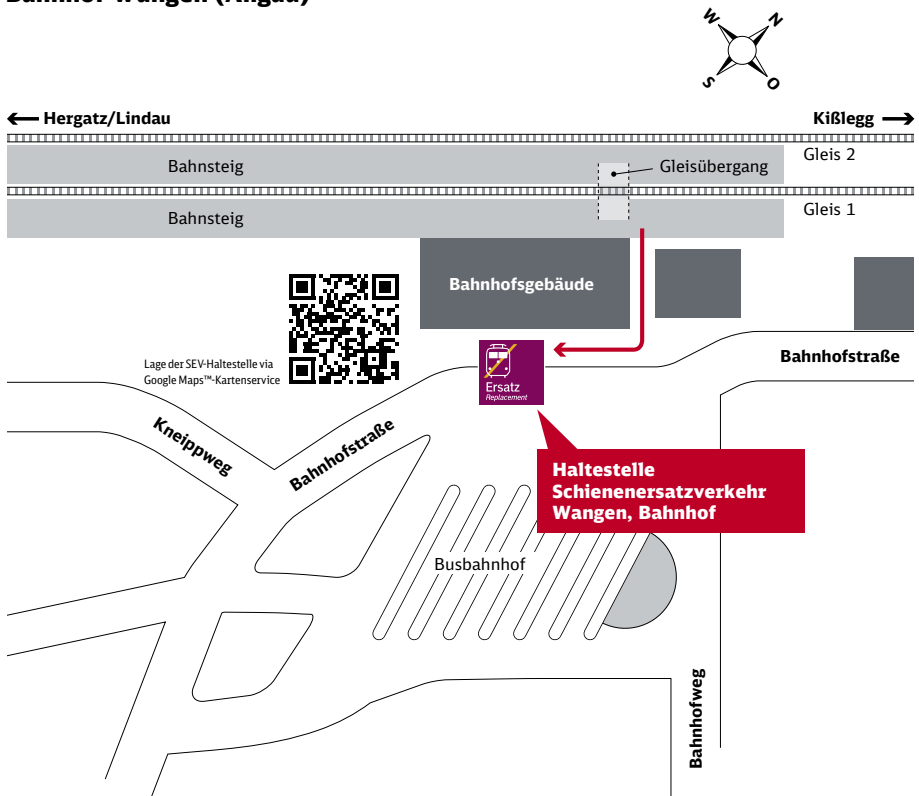 Bahnhof Wangen (Allgäu)
W
N
S
O
Hergatz/Lindau
Kißlegg
Bahnsteig
Gleisübergang
Gleis 2
Bahnsteig
Gleis 1
Bahnhofsgebäude
Lage der SEV-Haltestelle via
Google Maps™-Kartenservice
Ersatz
Replacement
Bahnhofstraße
Kneippweg
Bahnhofstraße
Haltestelle
Schienenersatzverkehr
Wangen, Bahnhof
Busbahnhof
Bahnhofweg